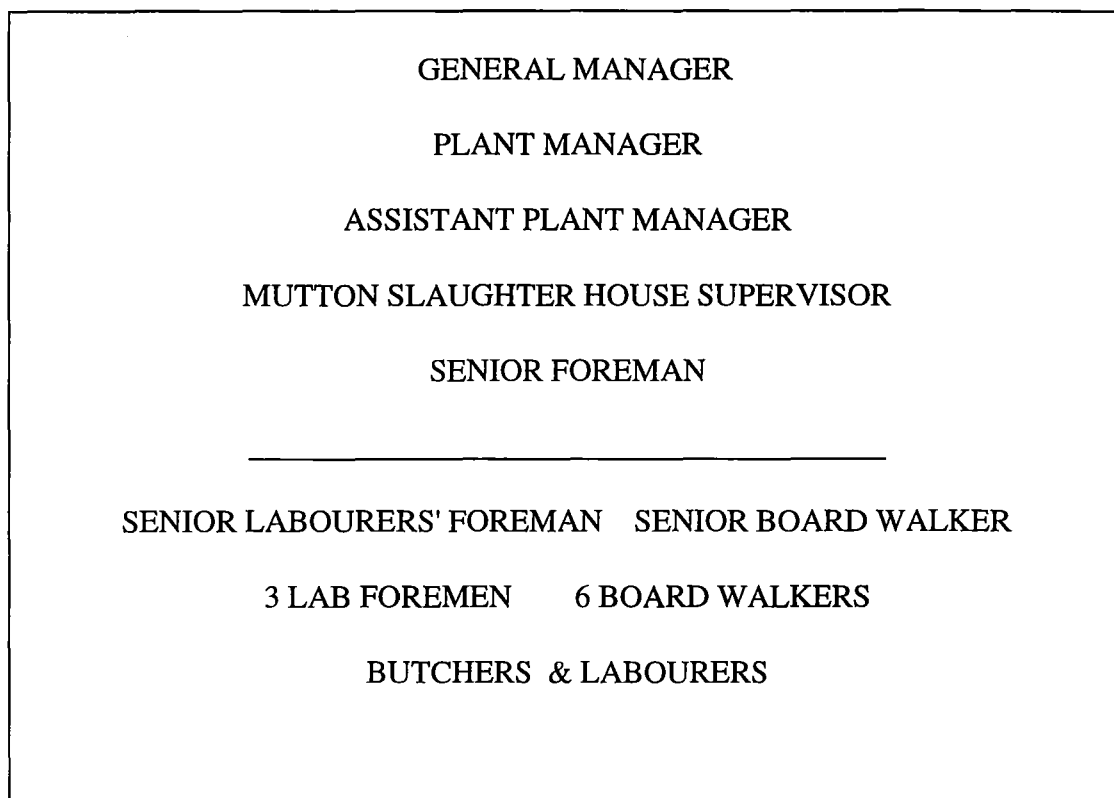 GENERAL MANAGER
PLANT MANAGER
ASSISTANT PLANT MANAGER
MUTTON SLAUGHTER HOUSE SUPERVISOR
SENIOR FOREMAN
SENIOR LABOURERS' FOREMAN SENIOR BOARD WALKER
3 LAB FOREMEN 6 BOARD WALKERS
BUTCHERS & LABOURERS